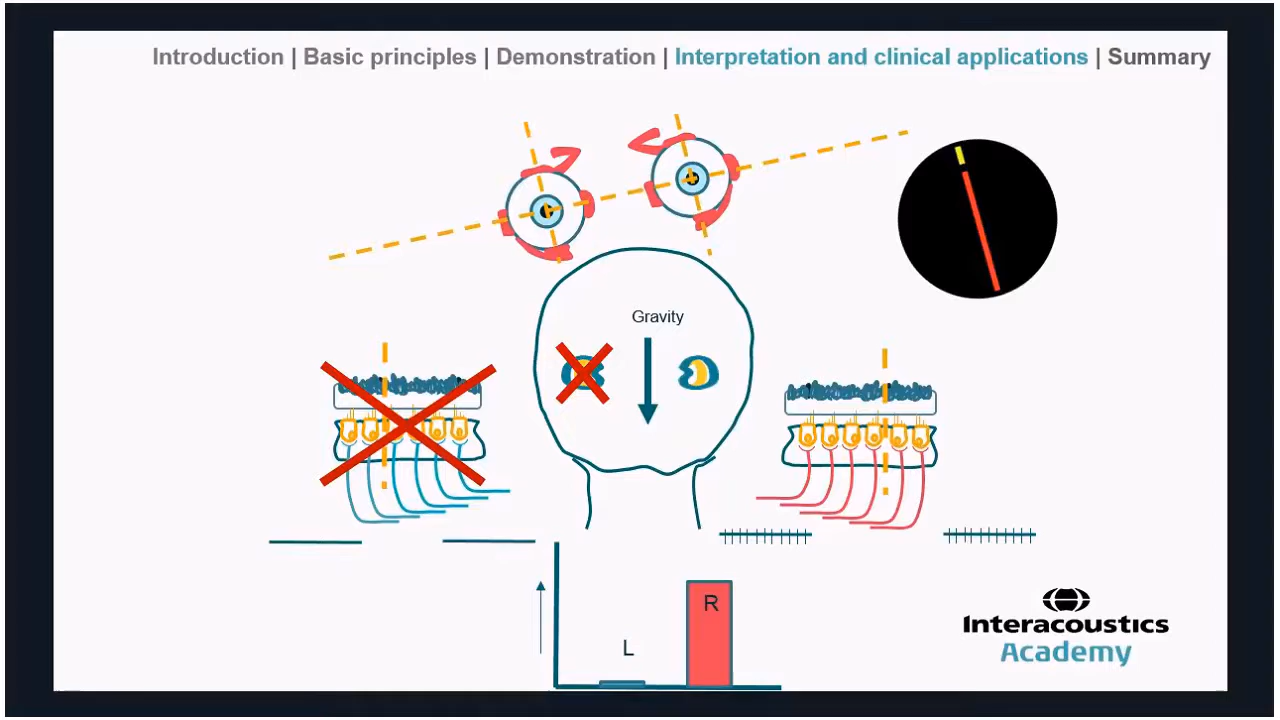 Introduction | Basic principles | Demonstration | Interpretation and clinical applications | Summary
Gravity
L
R
Interacoustics
Academy